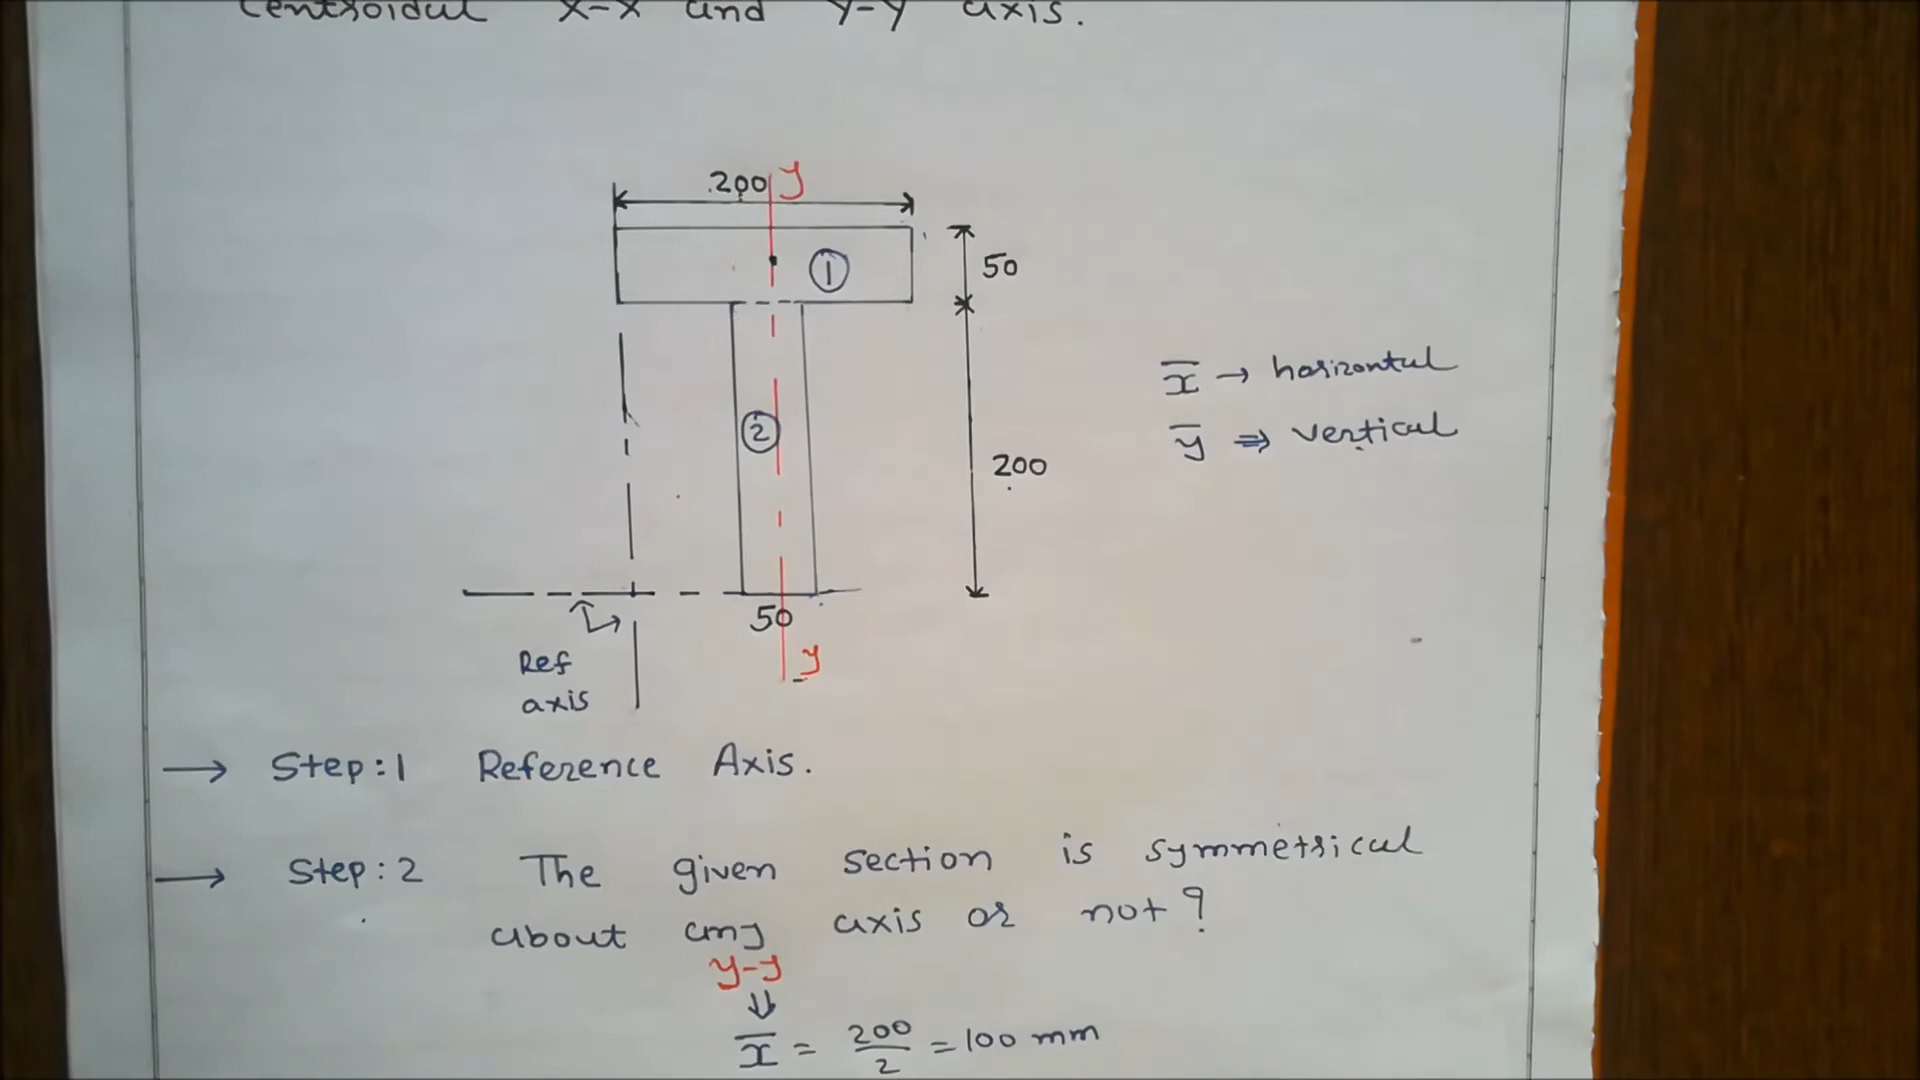 Centroidal X-X and Y-Y axis.
200 y
1
50
x̄ → horizontal
2
ȳ ⇒ vertical
200
50
Ref
axis
y
→ Step:1 Reference Axis.
→ Step:2 The given section is symmetrical
about any axis or not?
y-y
⇓
x̄ = 200/2 = 100 mm